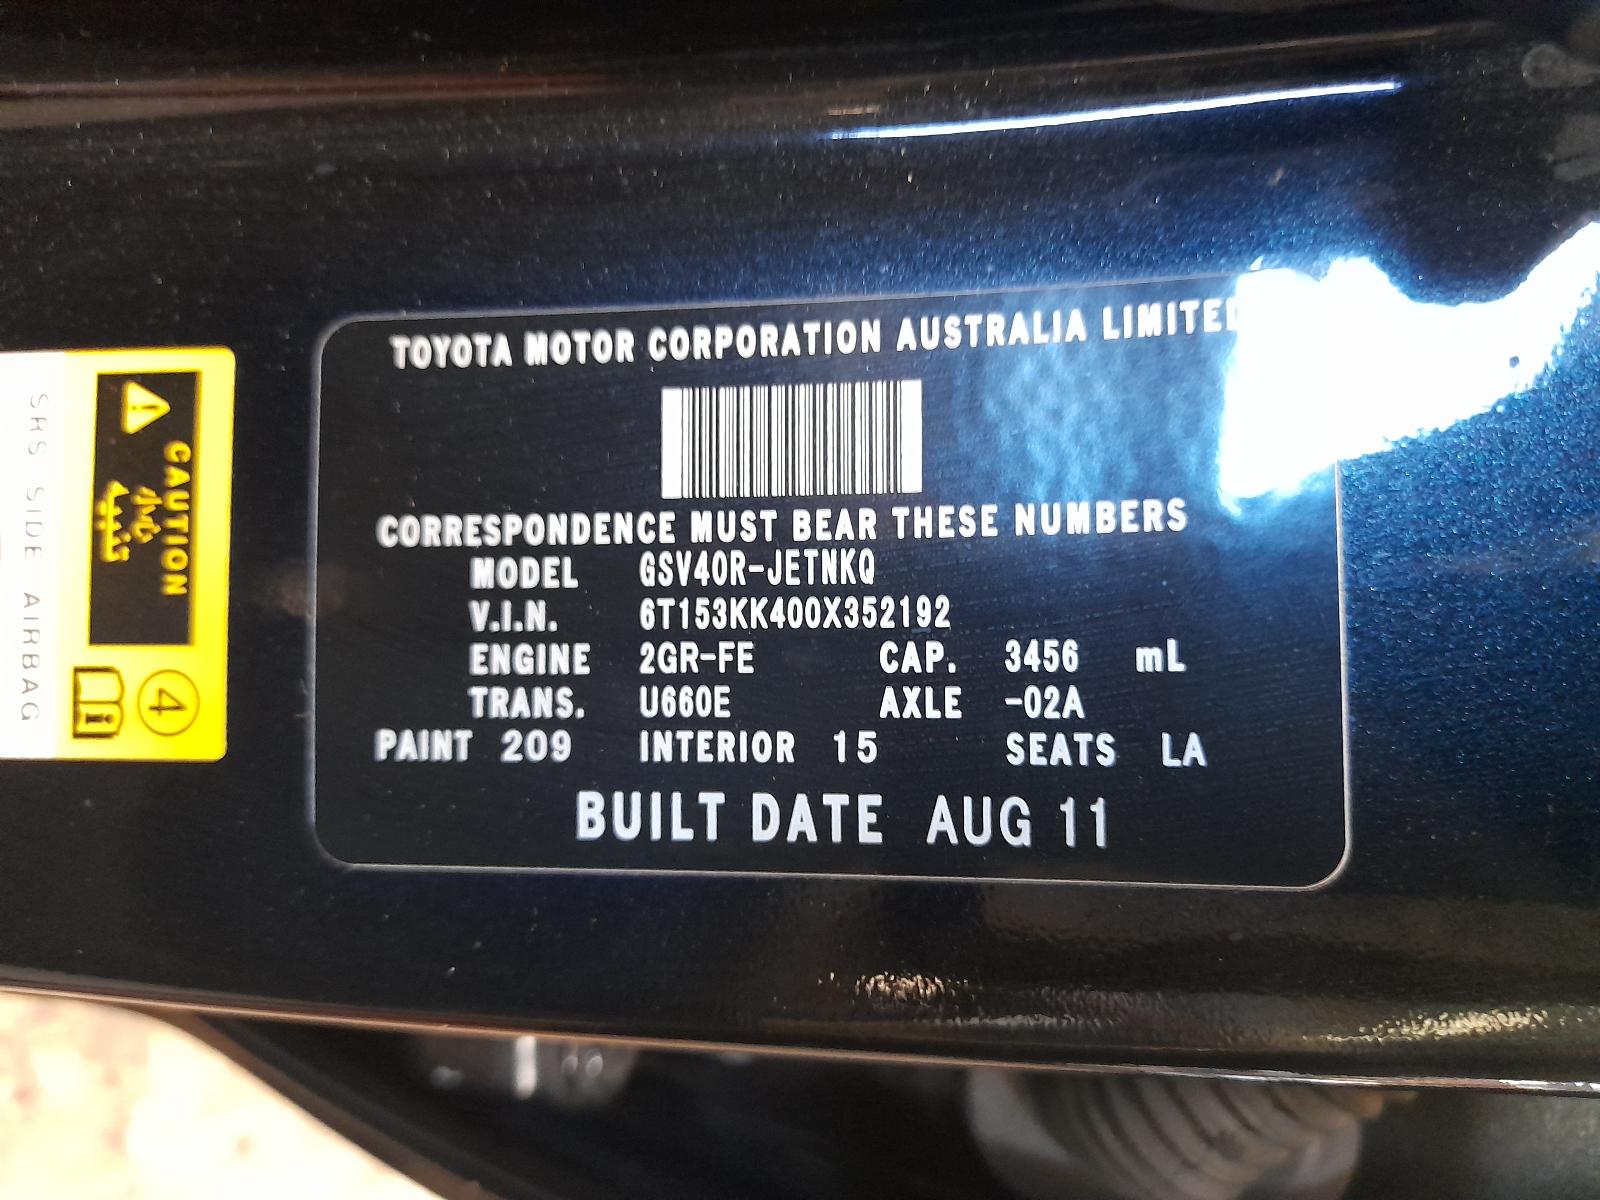 TOYOTA MOTOR CORPORATION AUSTRALIA LIMITED
CORRESPONDENCE MUST BEAR THESE NUMBERS
MODEL GSV40R-JETNKQ
V.I.N. 6T153KK400X352192
ENGINE 2GR-FE CAP. 3456 mL
TRANS. U660E AXLE -02A
PAINT 209 INTERIOR 15 SEATS LA
BUILT DATE AUG 11
CAUTION
4
SRS SIDE AIRBAG